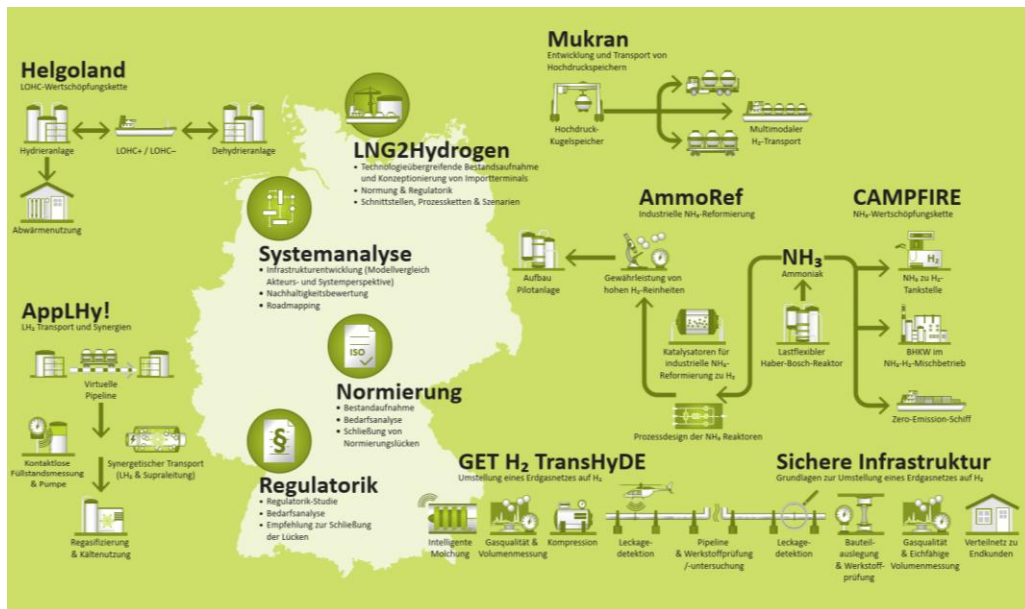 Helgoland
LOHC-Wertschöpfungskette
Hydrieranlage
LOHC+ / LOHC–
Dehydrieranlage
Abwärmenutzung
AppLHy!
LH₂ Transport und Synergien
Virtuelle
Pipeline
Kontaktlose
Füllstandsmessung
& Pumpe
Synergetischer Transport
(LH₂ & Supraleitung)
Regasifizierung
& Kältenutzung
LNG2Hydrogen
• Technologieübergreifende Bestandsaufnahme
und Konzeptionierung von Importterminals
• Normung & Regulatorik
• Schnittstellen, Prozessketten & Szenarien
Systemanalyse
• Infrastrukturentwicklung (Modellvergleich
Akteurs- und Systemperspektive)
• Nachhaltigkeitsbewertung
• Roadmapping
ISO
Normierung
• Bestandaufnahme
• Bedarfsanalyse
• Schließung von
Normierungslücken
§
Regulatorik
• Regulatorik-Studie
• Bedarfsanalyse
• Empfehlung zur Schließung
der Lücken
Mukran
Entwicklung und Transport von
Hochdruckspeichern
Hochdruck-
Kugelspeicher
Multimodaler
H₂-Transport
AmmoRef
Industrielle NH₃-Reformierung
Aufbau
Pilotanlage
Gewährleistung von
hohen H₂-Reinheiten
Katalysatoren für
industrielle NH₃-
Reformierung zu H₂
Prozessdesign der NH₃ Reaktoren
CAMPFIRE
NH₃-Wertschöpfungskette
NH₃
Ammoniak
Lastflexibler
Haber-Bosch-Reaktor
H₂
NH₃ zu H₂-
Tankstelle
BHKW im
NH₃-H₂-Mischbetrieb
Zero-Emission-Schiff
GET H₂ TransHyDE
Umstellung eines Erdgasnetzes auf H₂
Intelligente
Molchung
Gasqualität &
Volumenmessung
Kompression
Leckage-
detektion
Pipeline
& Werkstoffprüfung
/-untersuchung
Leckage-
detektion
Sichere Infrastruktur
Grundlagen zur Umstellung eines Erdgasnetzes auf H₂
Bauteil-
auslegung
& Werkstoff-
prüfung
Gasqualität
& Eichfähige
Volumenmessung
Verteilnetz zu
Endkunden